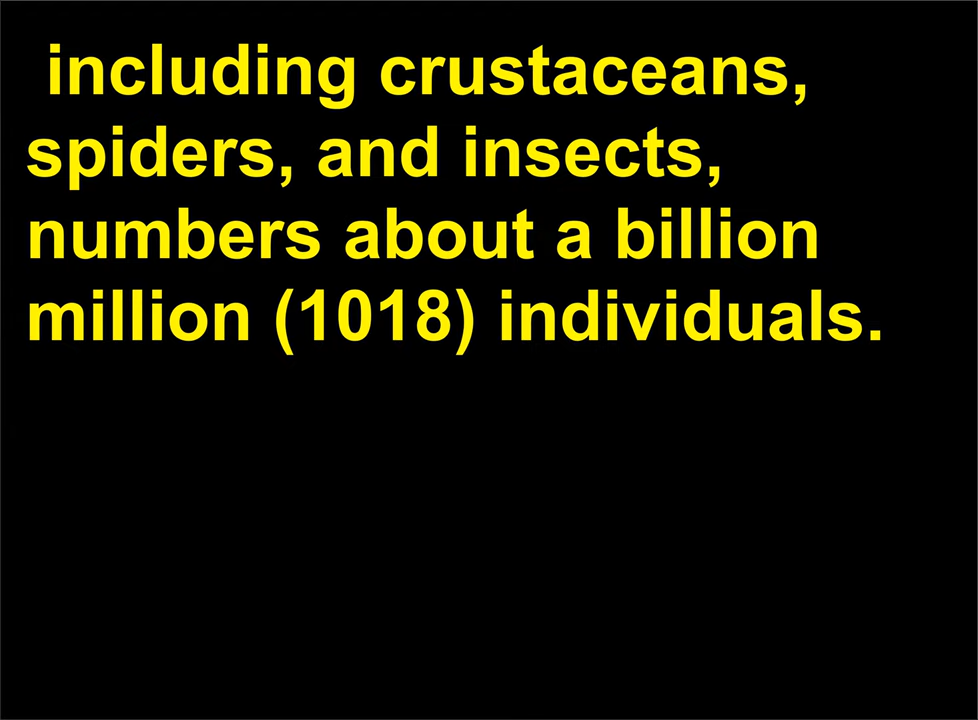 including crustaceans,
spiders, and insects,
numbers about a billion
million (1018) individuals.